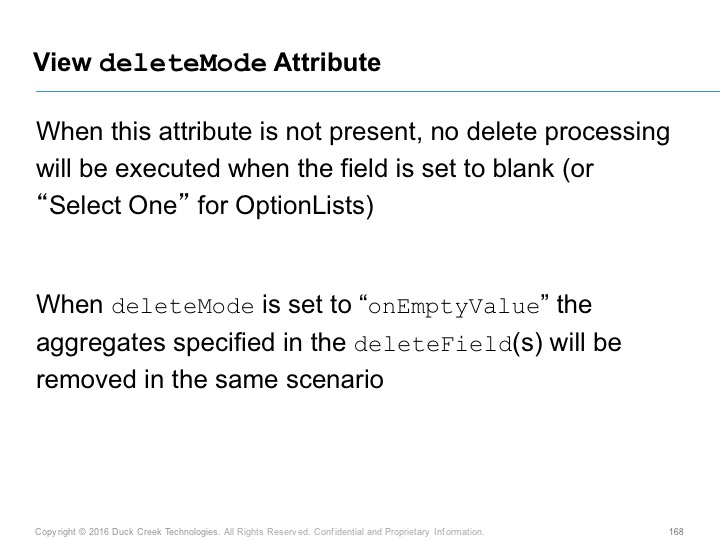 View deleteMode Attribute
When this attribute is not present, no delete processing
will be executed when the field is set to blank (or
“Select One” for OptionLists)
When deleteMode is set to “onEmptyValue” the
aggregates specified in the deleteField(s) will be
removed in the same scenario
Copyright © 2016 Duck Creek Technologies. All Rights Reserved. Confidential and Proprietary Information.
168